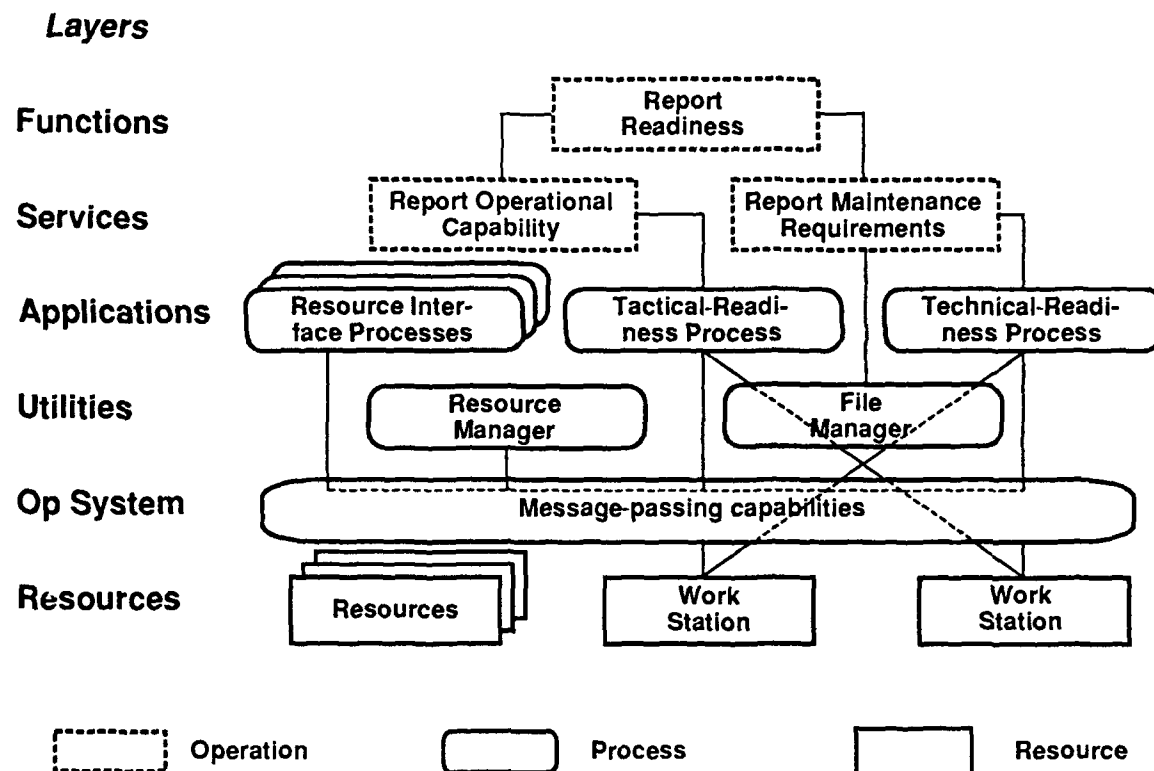 Layers
Functions
Report
Readiness
Services
Report Operational
Capability
Report Maintenance
Requirements
Applications
Resource Inter-
face Processes
Tactical-Readi-
ness Process
Technical-Readi-
ness Process
Utilities
Resource
Manager
File
Manager
Op System
Message-passing capabilities
Resources
Resources
Work
Station
Work
Station
Operation
Process
Resource